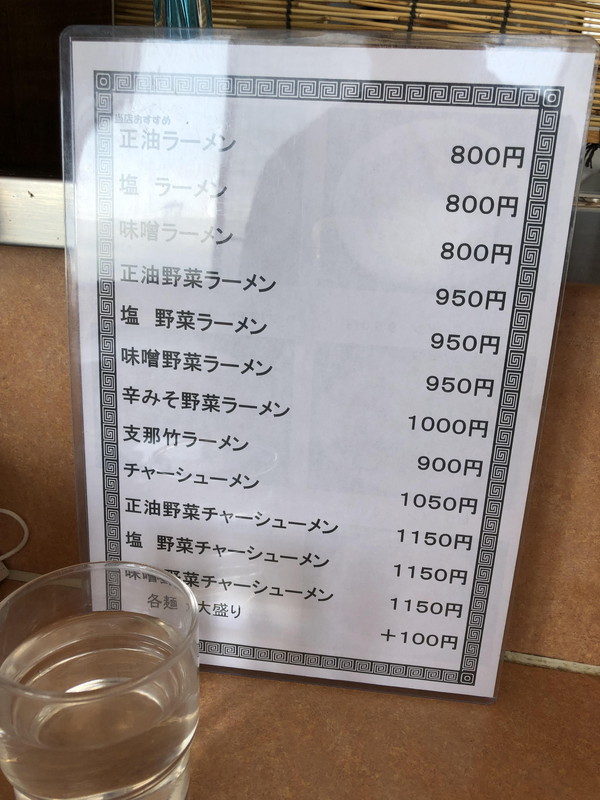 当店おすすめ
正油ラーメン 800円
塩 ラーメン 800円
味噌ラーメン 800円
正油野菜ラーメン 950円
塩 野菜ラーメン 950円
味噌野菜ラーメン 950円
辛みそ野菜ラーメン 1000円
支那竹ラーメン 900円
チャーシューメン 1050円
正油野菜チャーシューメン 1150円
塩 野菜チャーシューメン 1150円
味噌野菜チャーシューメン 1150円
各麺 大盛り +100円